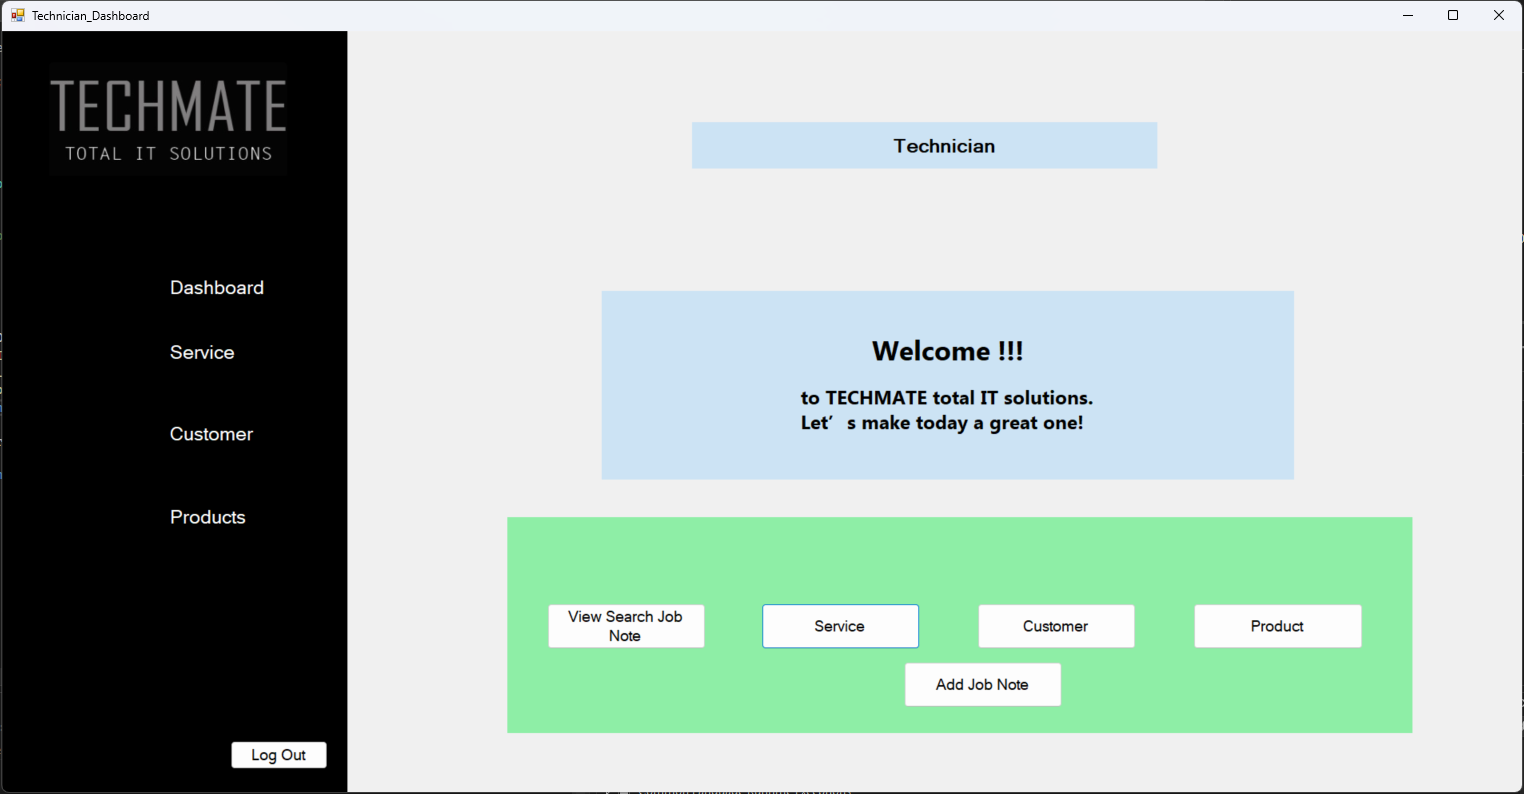 Technician_Dashboard
TECHMATE
TOTAL IT SOLUTIONS
Dashboard
Service
Customer
Products
Log Out
Technician
Welcome !!!
to TECHMATE total IT solutions.
Let’s make today a great one!
View Search Job
Note
Service
Customer
Product
Add Job Note